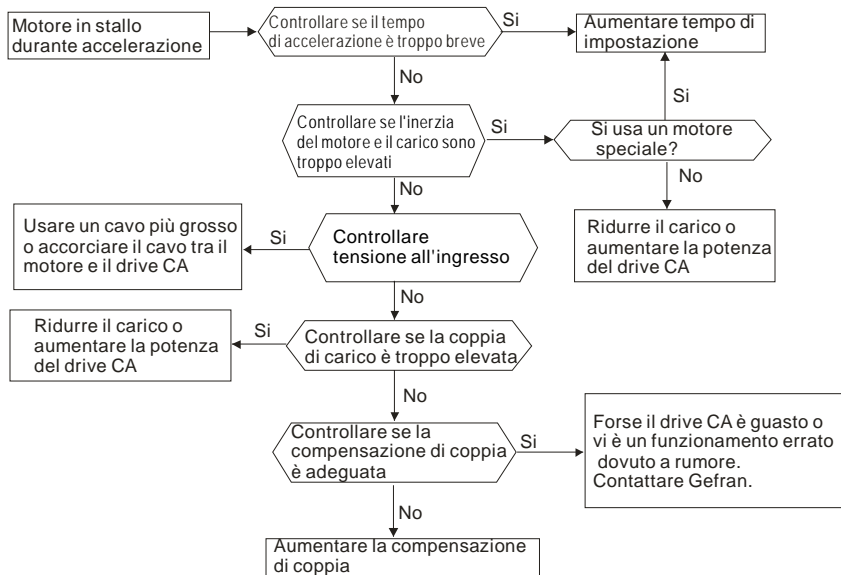 Motore in stallo
durante accelerazione
Controllare se il tempo
di accelerazione è troppo breve
Si
Aumentare tempo di
impostazione
No
Si
Controllare se l'inerzia
del motore e il carico sono
troppo elevati
Si
Si usa un motore
speciale?
No
No
Usare un cavo più grosso
o accorciare il cavo tra il
motore e il drive CA
Si
Controllare
tensione all'ingresso
Ridurre il carico o
aumentare la potenza
del drive CA
No
Ridurre il carico o
aumentare la potenza
del drive CA
Si
Controllare se la coppia
di carico è troppo elevata
No
Controllare se la
compensazione di coppia
è adeguata
Si
Forse il drive CA è guasto o
vi è un funzionamento errato
dovuto a rumore.
Contattare Gefran.
No
Aumentare la compensazione
di coppia